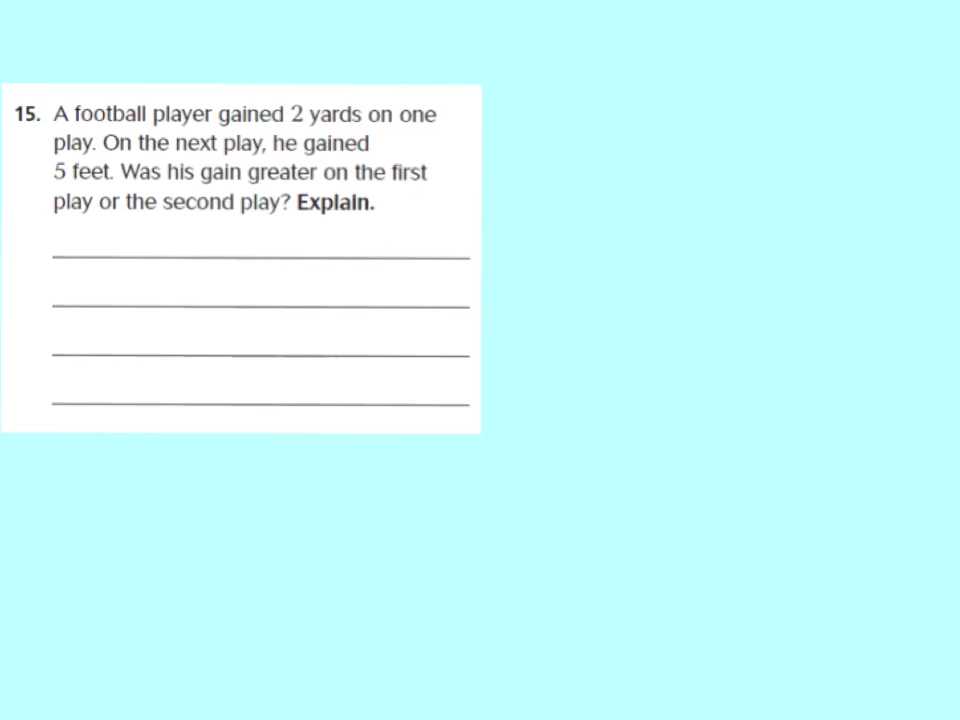 15. A football player gained 2 yards on one
play. On the next play, he gained
5 feet. Was his gain greater on the first
play or the second play? Explain.